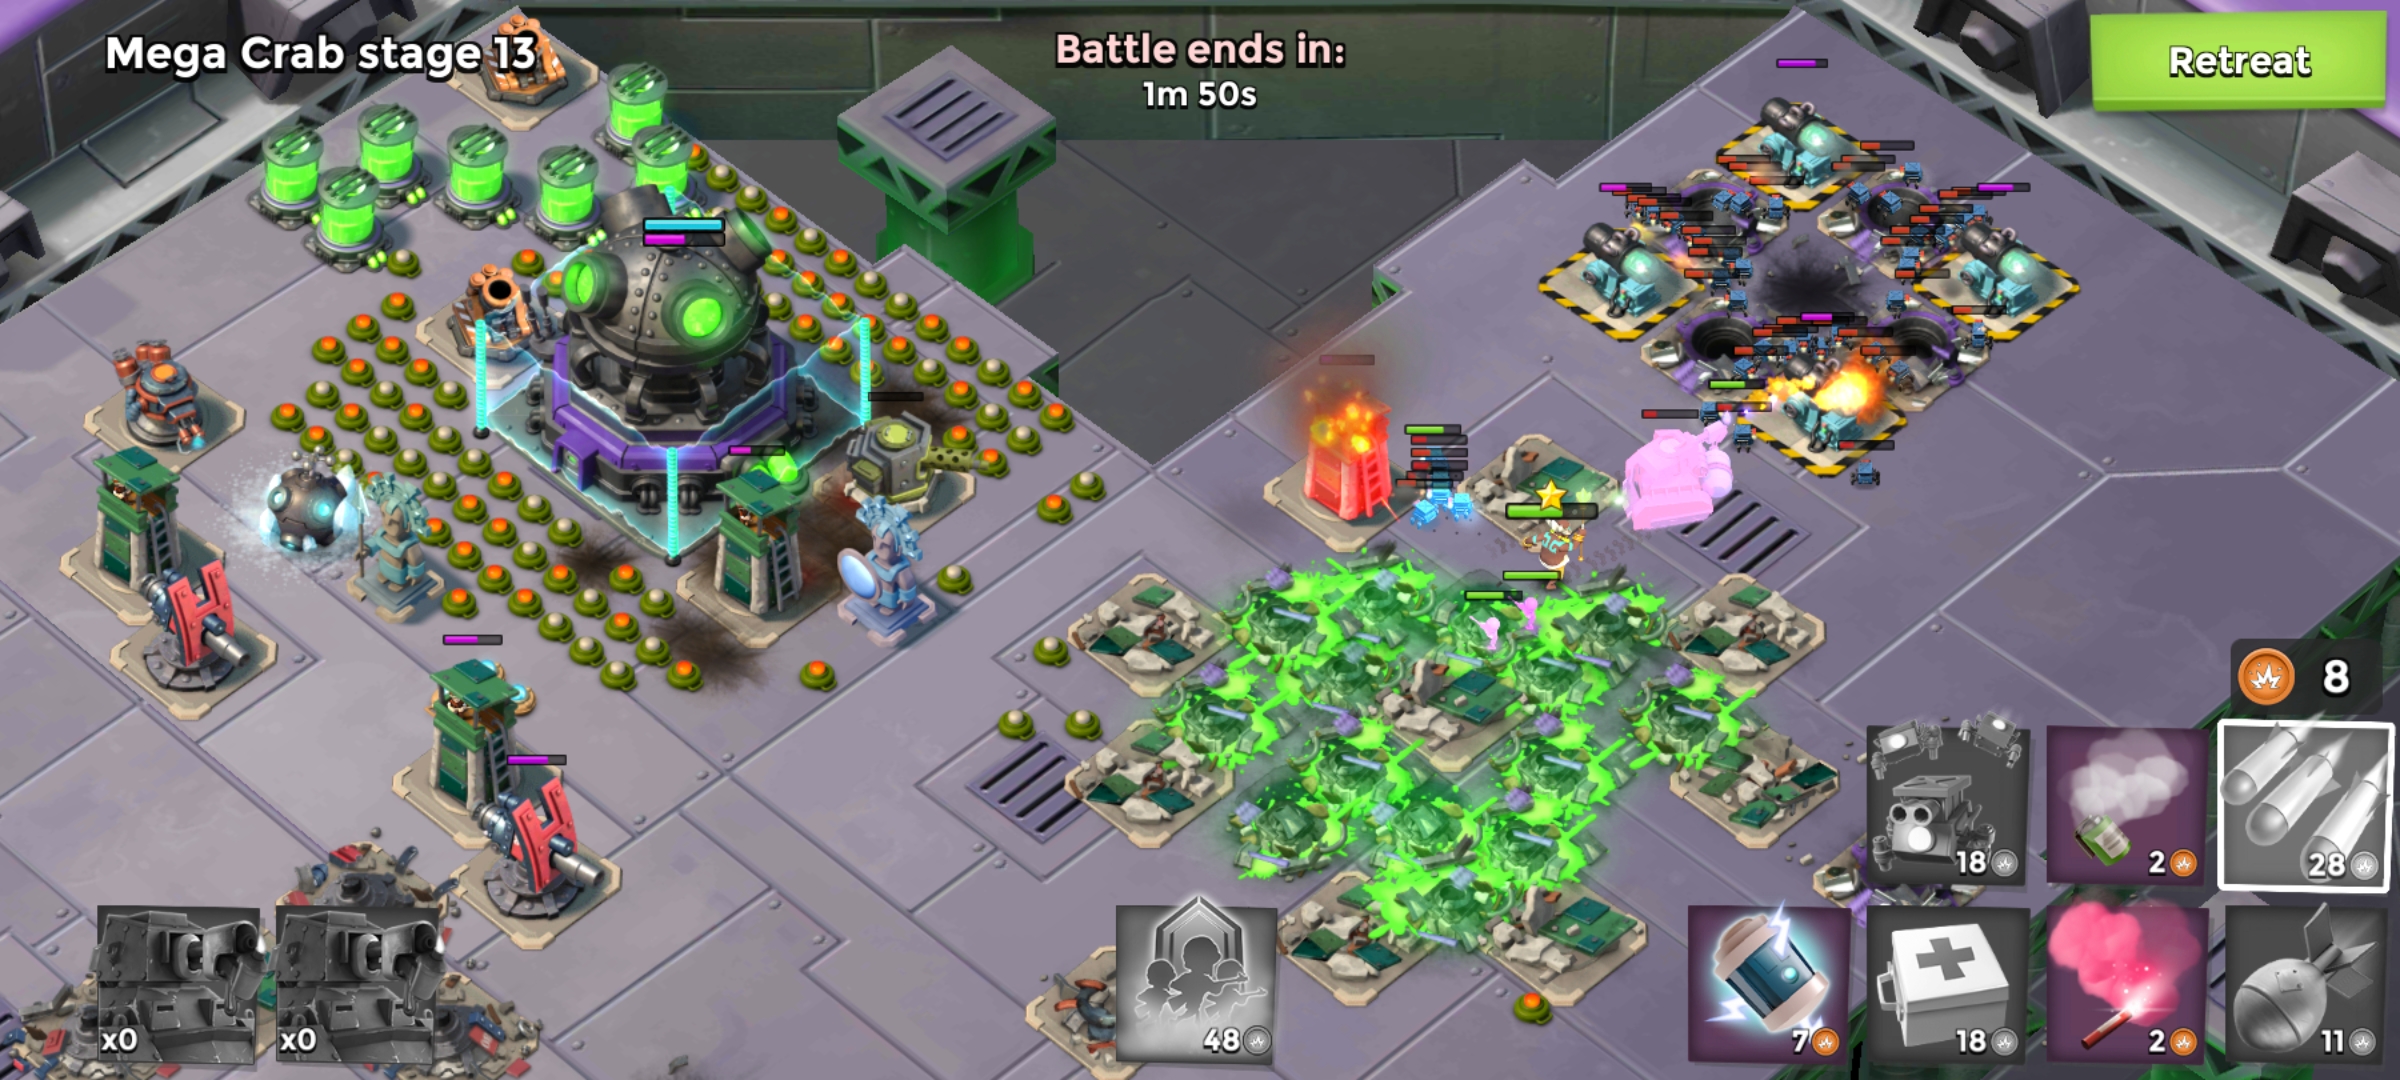 Mega Crab stage 13
Battle ends in:
1m 50s
Retreat
8
18
2
28
x0
x0
48
7
18
2
11